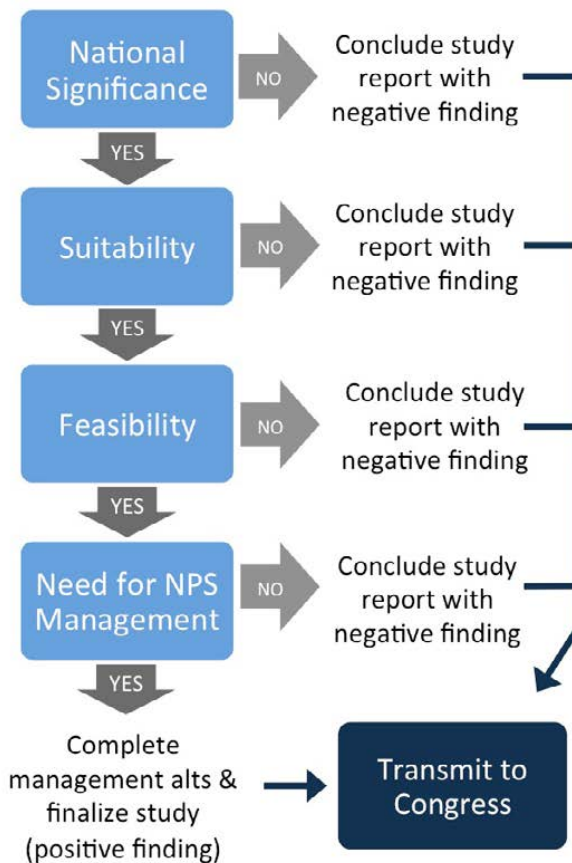 National
Significance
NO
Conclude study
report with
negative finding
YES
Suitability
NO
Conclude study
report with
negative finding
YES
Feasibility
NO
Conclude study
report with
negative finding
YES
Need for NPS
Management
NO
Conclude study
report with
negative finding
YES
Complete
management alts &
finalize study
(positive finding)
Transmit to
Congress